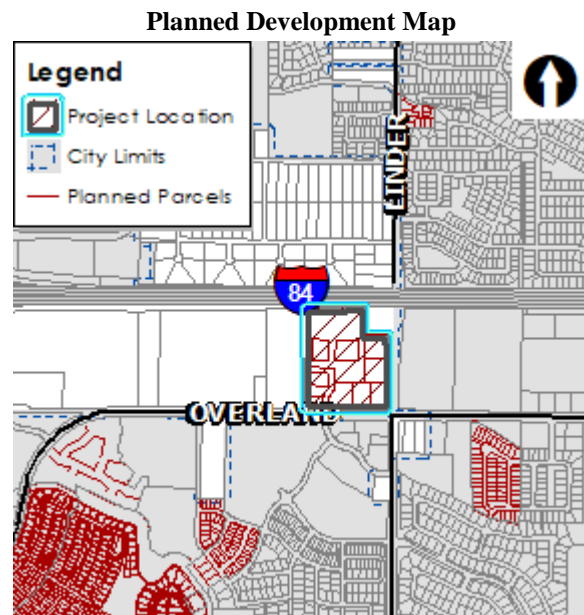 Planned Development Map
Legend
Project Location
City Limits
Planned Parcels
LINDER
84
OVERLAND